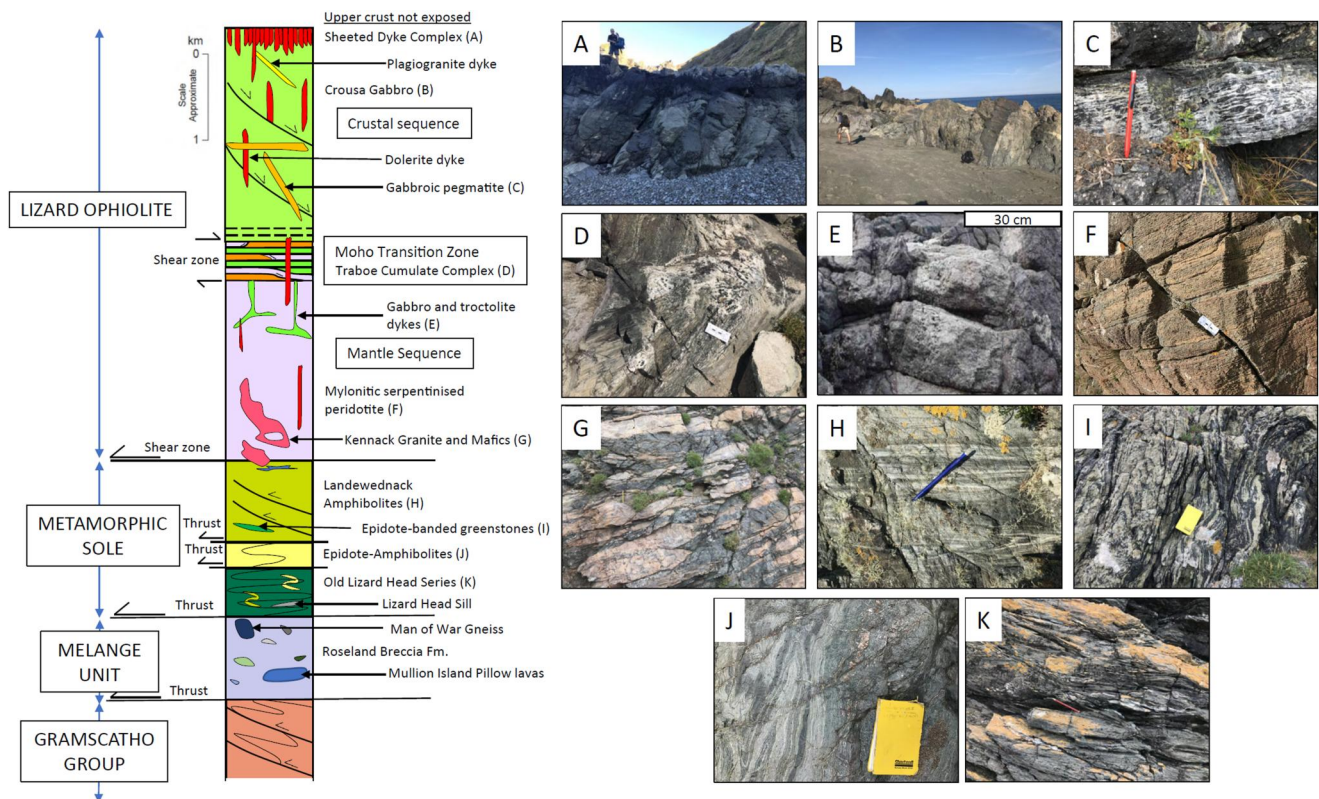 Upper crust not exposed
Sheeted Dyke Complex (A)
km
0
Scale
Approximate
1
Plagiogranite dyke
Crousa Gabbro (B)
Crustal sequence
Dolerite dyke
Gabbroic pegmatite (C)
LIZARD OPHIOLITE
Shear zone
Moho Transition Zone
Traboe Cumulate Complex (D)
Gabbro and troctolite
dykes (E)
Mantle Sequence
Mylonitic serpentinised
peridotite (F)
Kennack Granite and Mafics (G)
Shear zone
METAMORPHIC
SOLE
Landewednack
Amphibolites (H)
Thrust
Epidote-banded greenstones (I)
Thrust
Epidote-Amphibolites (J)
Old Lizard Head Series (K)
Thrust
Lizard Head Sill
MELANGE
UNIT
Man of War Gneiss
Roseland Breccia Fm.
Mullion Island Pillow lavas
Thrust
GRAMSCATHO
GROUP
A
B
C
D
E
30 cm
F
G
H
I
J
K